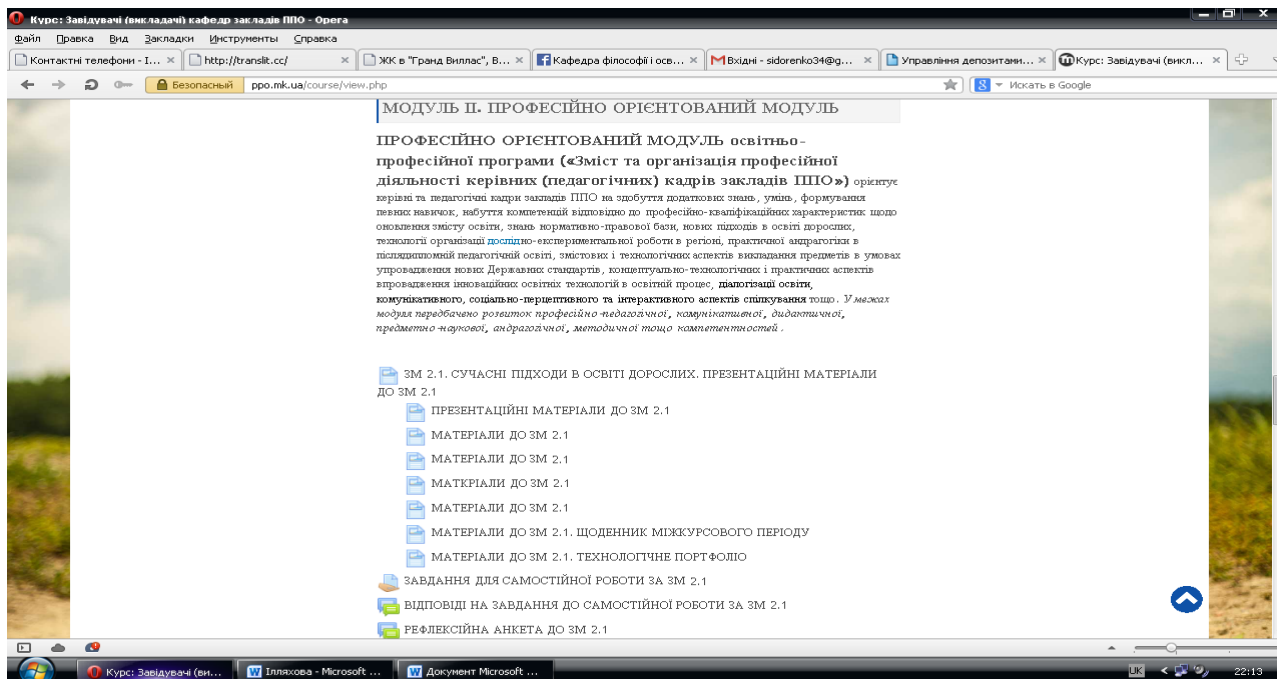 Курс: Завідувачі (викладачі) кафедр закладів ППО - Opera
Файл Правка Вид Закладки Инструменты Справка
Контактні телефони - I... http://translit.cc/ ЖК в "Гранд Виллас", В... Кафедра філософії і осв... Вхідні - sidorenko34@g... Управління депозитами... Курс: Завідувачі (викл...
Безопасный ppo.mk.ua/course/view.php Искать в Google
МОДУЛЬ ІІ. ПРОФЕСІЙНО ОРІЄНТОВАНИЙ МОДУЛЬ
ПРОФЕСІЙНО ОРІЄНТОВАНИЙ МОДУЛЬ освітньо-
професійної програми («Зміст та організація професійної
діяльності керівних (педагогічних) кадрів закладів ППО») орієнтує
керівні та педагогічні кадри закладів ППО на здобуття додаткових знань, умінь, формування
певних навичок, набуття компетенцій відповідно до професійно-кваліфікаційних характеристик щодо
оновлення змісту освіти, знань нормативно-правової бази, нових підходів в освіті дорослих,
технології організації дослідно-експериментальної роботи в регіоні, практичної андрагогіки в
післядипломній педагогічній освіті, змістових і технологічних аспектів викладання предметів в умовах
упровадження нових Державних стандартів, концептуально-технологічних і практичних аспектів
впровадження інноваційних освітніх технологій в освітній процес, діалогізації освіти,
комунікативного, соціально-перцептивного та інтерактивного аспектів спілкування тощо. У межах
модуля передбачено розвиток професійно-педагогічної, комунікативної, дидактичної,
предметно-наукової, андрагогічної, методичної тощо компетентностей.
ЗМ 2.1. СУЧАСНІ ПІДХОДИ В ОСВІТІ ДОРОСЛИХ. ПРЕЗЕНТАЦІЙНІ МАТЕРІАЛИ
ДО ЗМ 2.1
ПРЕЗЕНТАЦІЙНІ МАТЕРІАЛИ ДО ЗМ 2.1
МАТЕРІАЛИ ДО ЗМ 2.1
МАТЕРІАЛИ ДО ЗМ 2.1
МАТКРІАЛИ ДО ЗМ 2.1
МАТЕРІАЛИ ДО ЗМ 2.1
МАТЕРІАЛИ ДО ЗМ 2.1. ЩОДЕННИК МІЖКУРСОВОГО ПЕРІОДУ
МАТЕРІАЛИ ДО ЗМ 2.1. ТЕХНОЛОГІЧНЕ ПОРТФОЛІО
ЗАВДАННЯ ДЛЯ САМОСТІЙНОЇ РОБОТИ ЗА ЗМ 2.1
ВІДПОВІДІ НА ЗАВДАННЯ ДО САМОСТІЙНОЇ РОБОТИ ЗА ЗМ 2.1
РЕФЛЕКСІЙНА АНКЕТА ДО ЗМ 2.1
Курс: Завідувачі (ви... Ілляхова - Microsoft ... Документ Microsoft ... UK 22:13